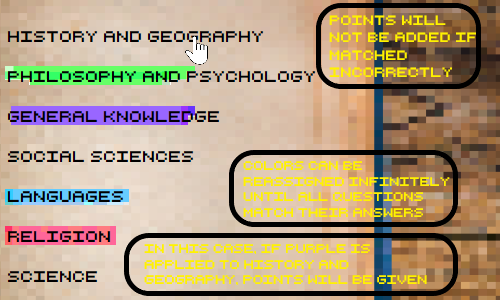 HISTORY AND GEOGRAPHY
PHILOSOPHY AND PSYCHOLOGY
GENERAL KNOWLEDGE
SOCIAL SCIENCES
LANGUAGES
RELIGION
SCIENCE
POINTS WILL
NOT BE ADDED IF
MATCHED
INCORRECTLY
COLORS CAN BE
REASSIGNED INFINITELY
UNTIL ALL QUESTIONS
MATCH THEIR ANSWERS
IN THIS CASE, IF PURPLE IS
APPLIED TO HISTORY AND
GEOGRAPHY, POINTS WILL BE GIVEN